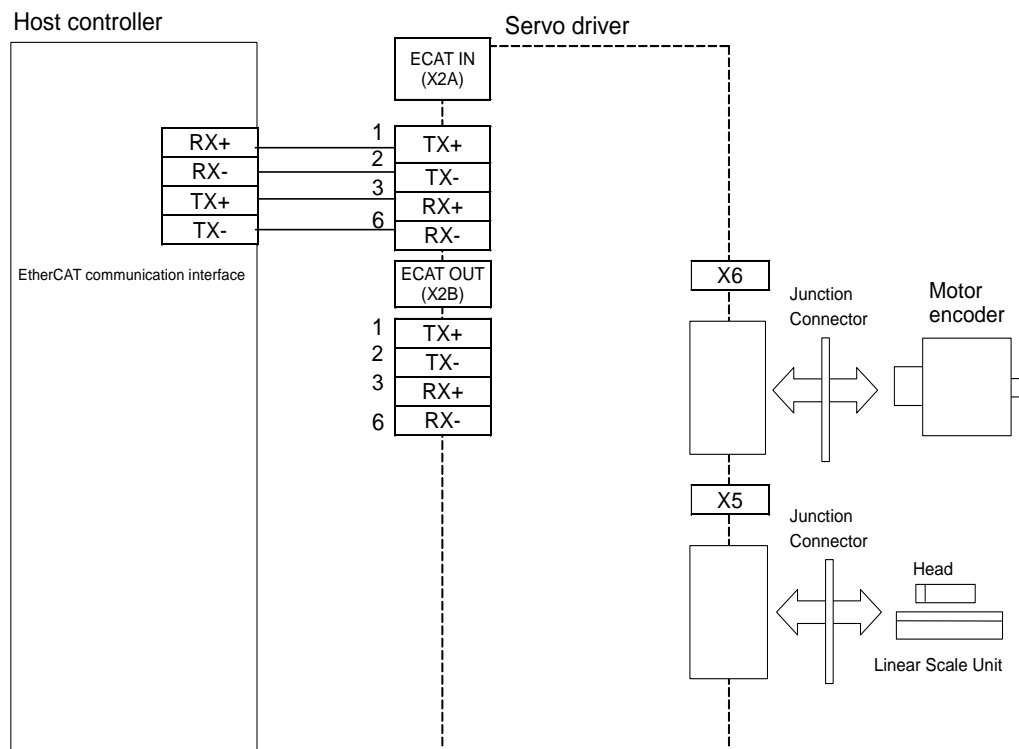 Host controller
Servo driver
ECAT IN
(X2A)
RX+
RX-
TX+
TX-
1
2
3
6
TX+
TX-
RX+
RX-
EtherCAT communication interface
ECAT OUT
(X2B)
1
2
3
6
TX+
TX-
RX+
RX-
X6
Junction
Connector
Motor
encoder
X5
Junction
Connector
Head
Linear Scale Unit